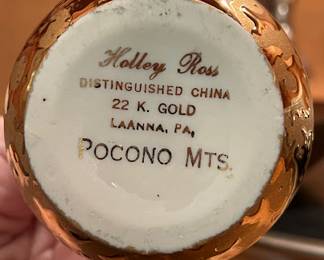 Holley Ross
DISTINGUISHED CHINA
22 K. GOLD
LAANNA, PA,
POCONO MTS.